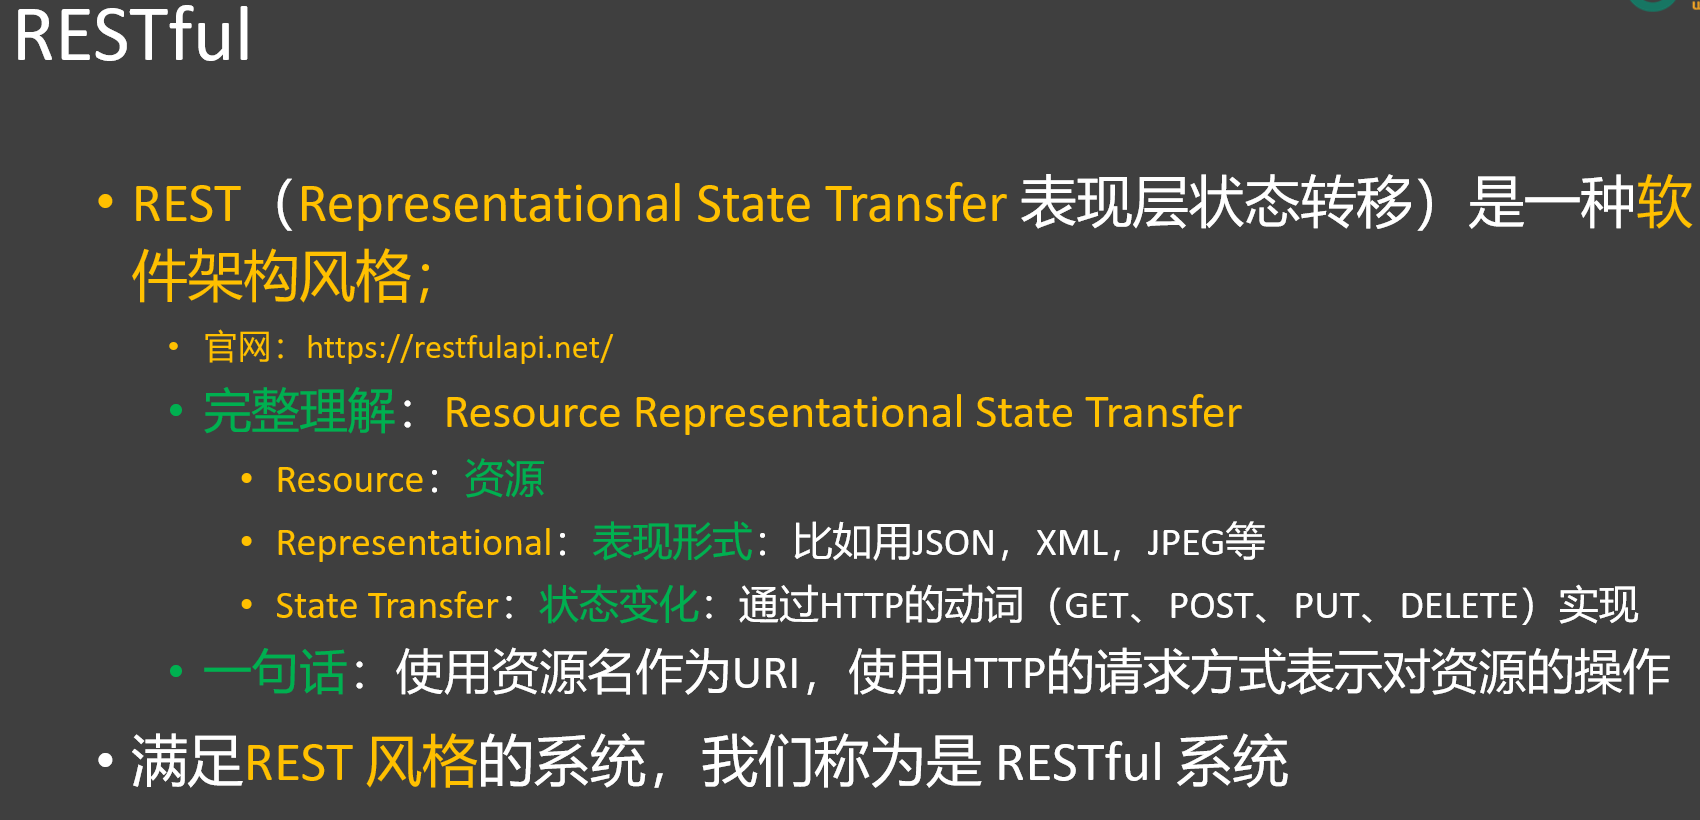 RESTful
• REST（Representational State Transfer 表现层状态转移）是一种软
件架构风格；
• 官网：https://restfulapi.net/
• 完整理解：Resource Representational State Transfer
• Resource：资源
• Representational：表现形式：比如用JSON，XML，JPEG等
• State Transfer：状态变化：通过HTTP的动词（GET、POST、PUT、DELETE）实现
• 一句话：使用资源名作为URI，使用HTTP的请求方式表示对资源的操作
• 满足REST 风格的系统，我们称为是 RESTful 系统